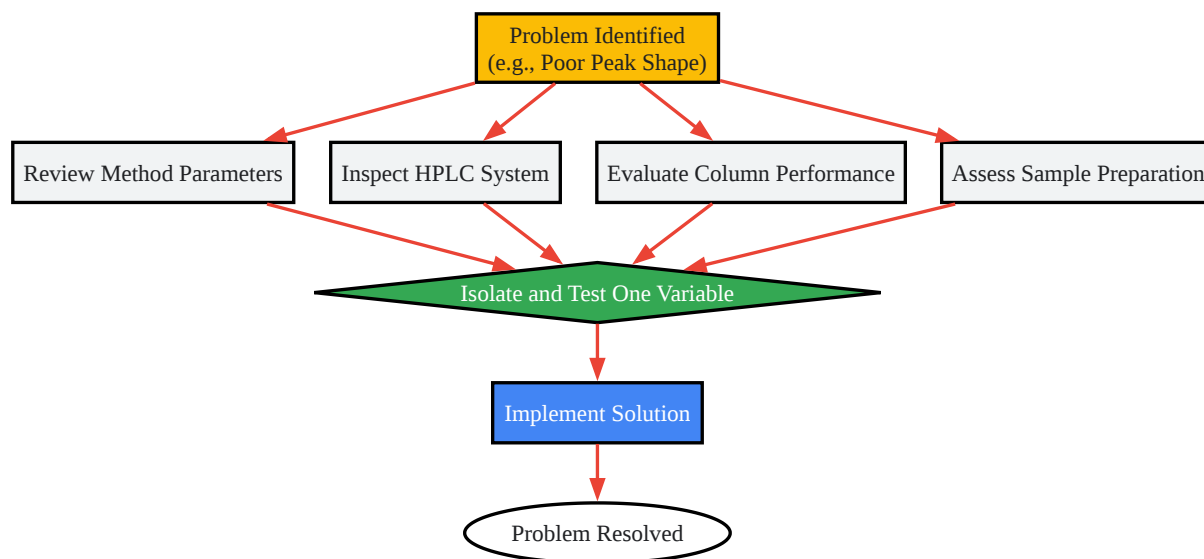 Problem Identified
(e.g., Poor Peak Shape)
Review Method Parameters
Inspect HPLC System
Evaluate Column Performance
Assess Sample Preparation
Isolate and Test One Variable
Implement Solution
Problem Resolved